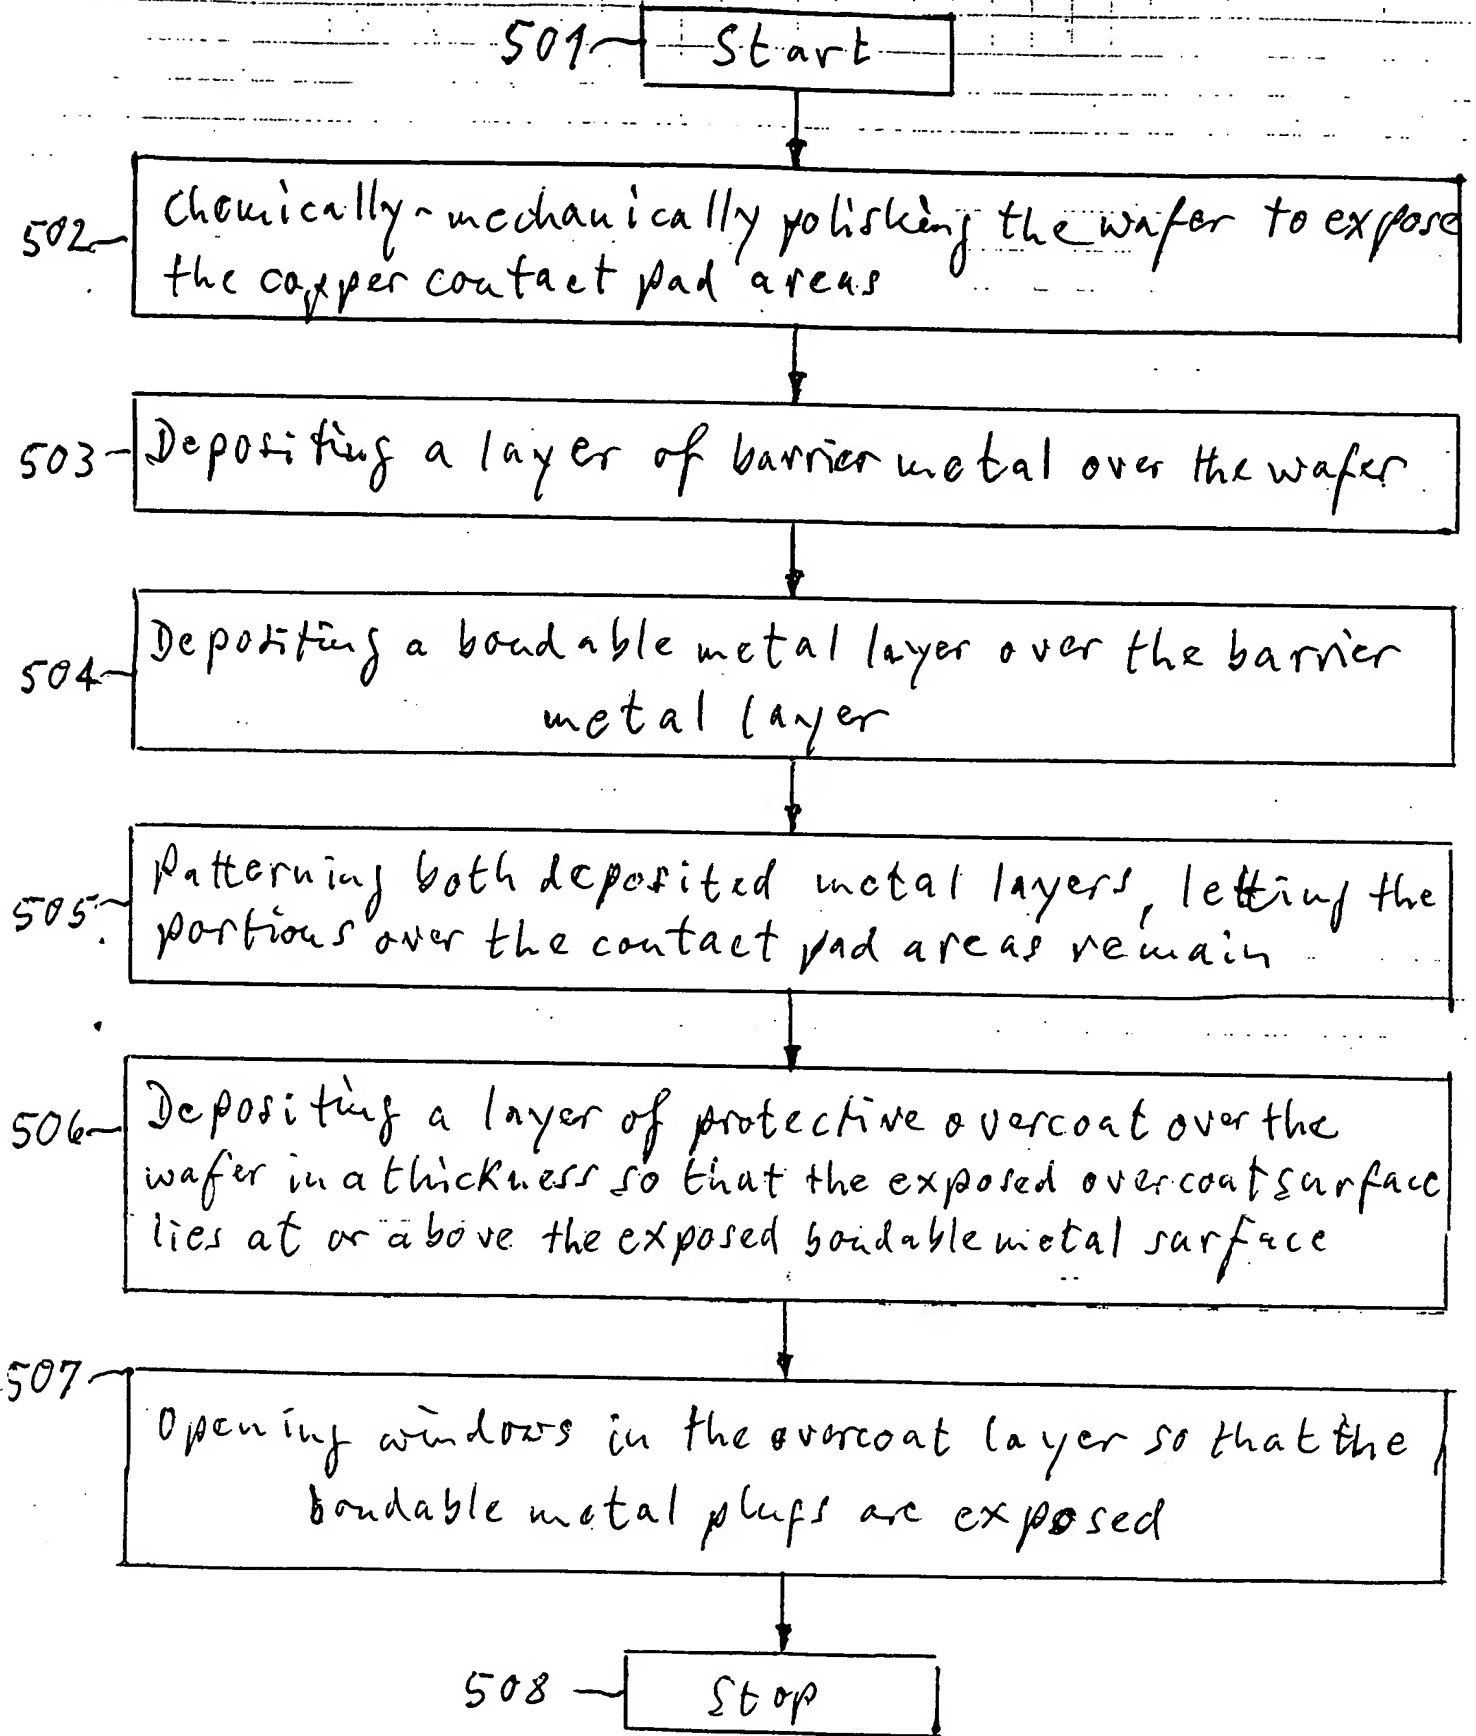 501 Start
502 Chemically-mechanically polishing the wafer to expose
the copper contact pad areas
503 Depositing a layer of barrier metal over the wafer
504 Depositing a bondable metal layer over the barrier
metal layer
505 Patterning both deposited metal layers, letting the
portions over the contact pad areas remain
506 Depositing a layer of protective overcoat over the
wafer in a thickness so that the exposed overcoat surface
lies at or above the exposed bondable metal surface
507 Opening windows in the overcoat layer so that the
bondable metal plugs are exposed
508 Stop